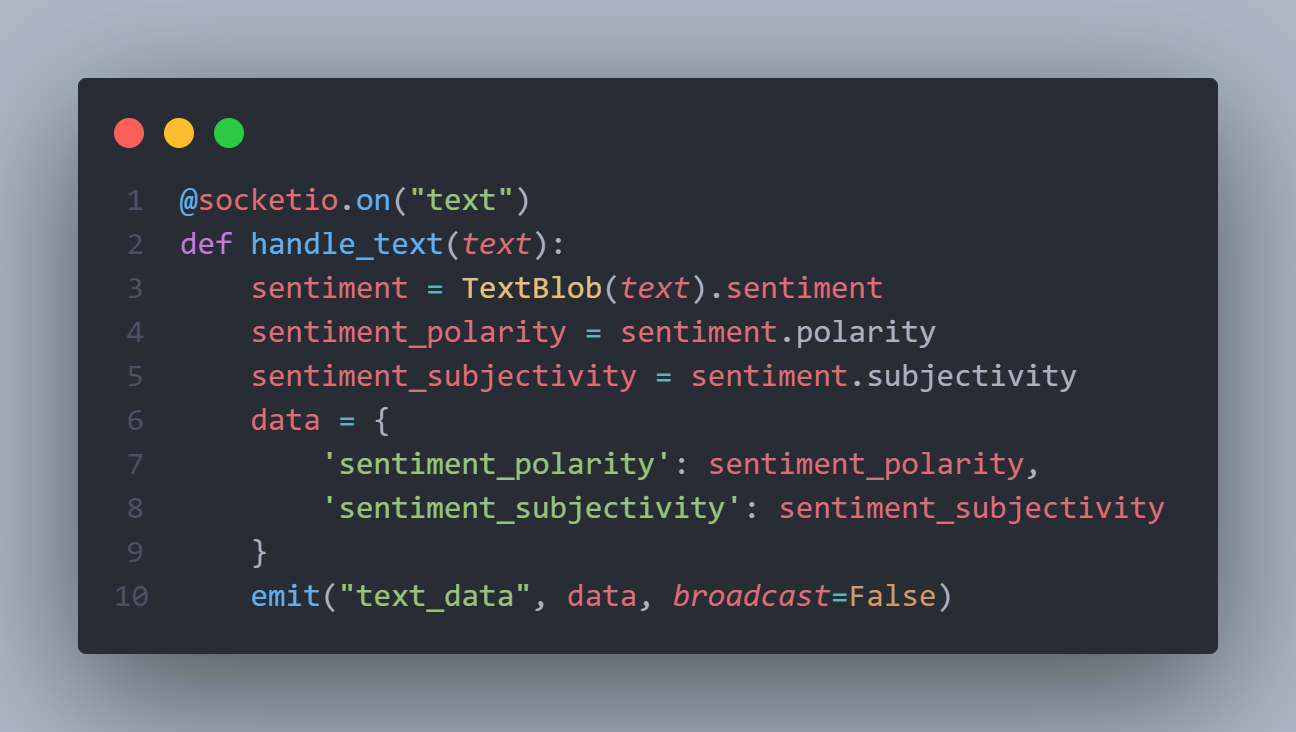 1 @socketio.on("text")
2 def handle_text(text):
3     sentiment = TextBlob(text).sentiment
4     sentiment_polarity = sentiment.polarity
5     sentiment_subjectivity = sentiment.subjectivity
6     data = {
7         'sentiment_polarity': sentiment_polarity,
8         'sentiment_subjectivity': sentiment_subjectivity
9     }
10     emit("text_data", data, broadcast=False)